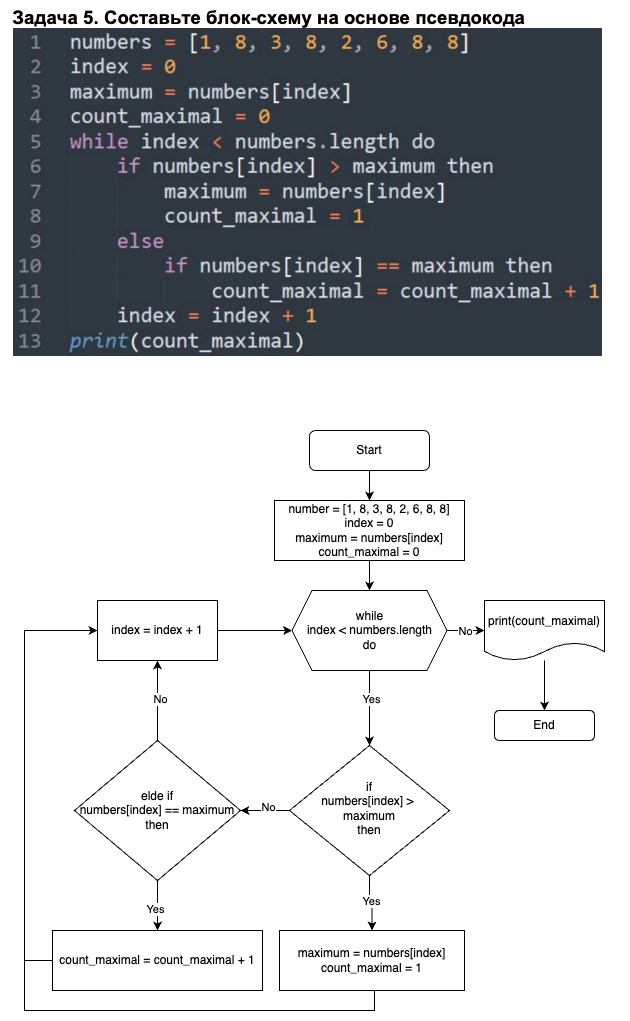 Задача 5. Составьте блок-схему на основе псевдокода
1 numbers = [1, 8, 3, 8, 2, 6, 8, 8]
2 index = 0
3 maximum = numbers[index]
4 count_maximal = 0
5 while index < numbers.length do
6 if numbers[index] > maximum then
7 maximum = numbers[index]
8 count_maximal = 1
9 else
10 if numbers[index] == maximum then
11 count_maximal = count_maximal + 1
12 index = index + 1
13 print(count_maximal)
Start
number = [1, 8, 3, 8, 2, 6, 8, 8]
index = 0
maximum = numbers[index]
count_maximal = 0
index = index + 1
while
index < numbers.length
do
No
print(count_maximal)
End
No
Yes
elde if
numbers[index] == maximum
then
No
if
numbers[index] >
maximum
then
Yes
Yes
count_maximal = count_maximal + 1
maximum = numbers[index]
count_maximal = 1